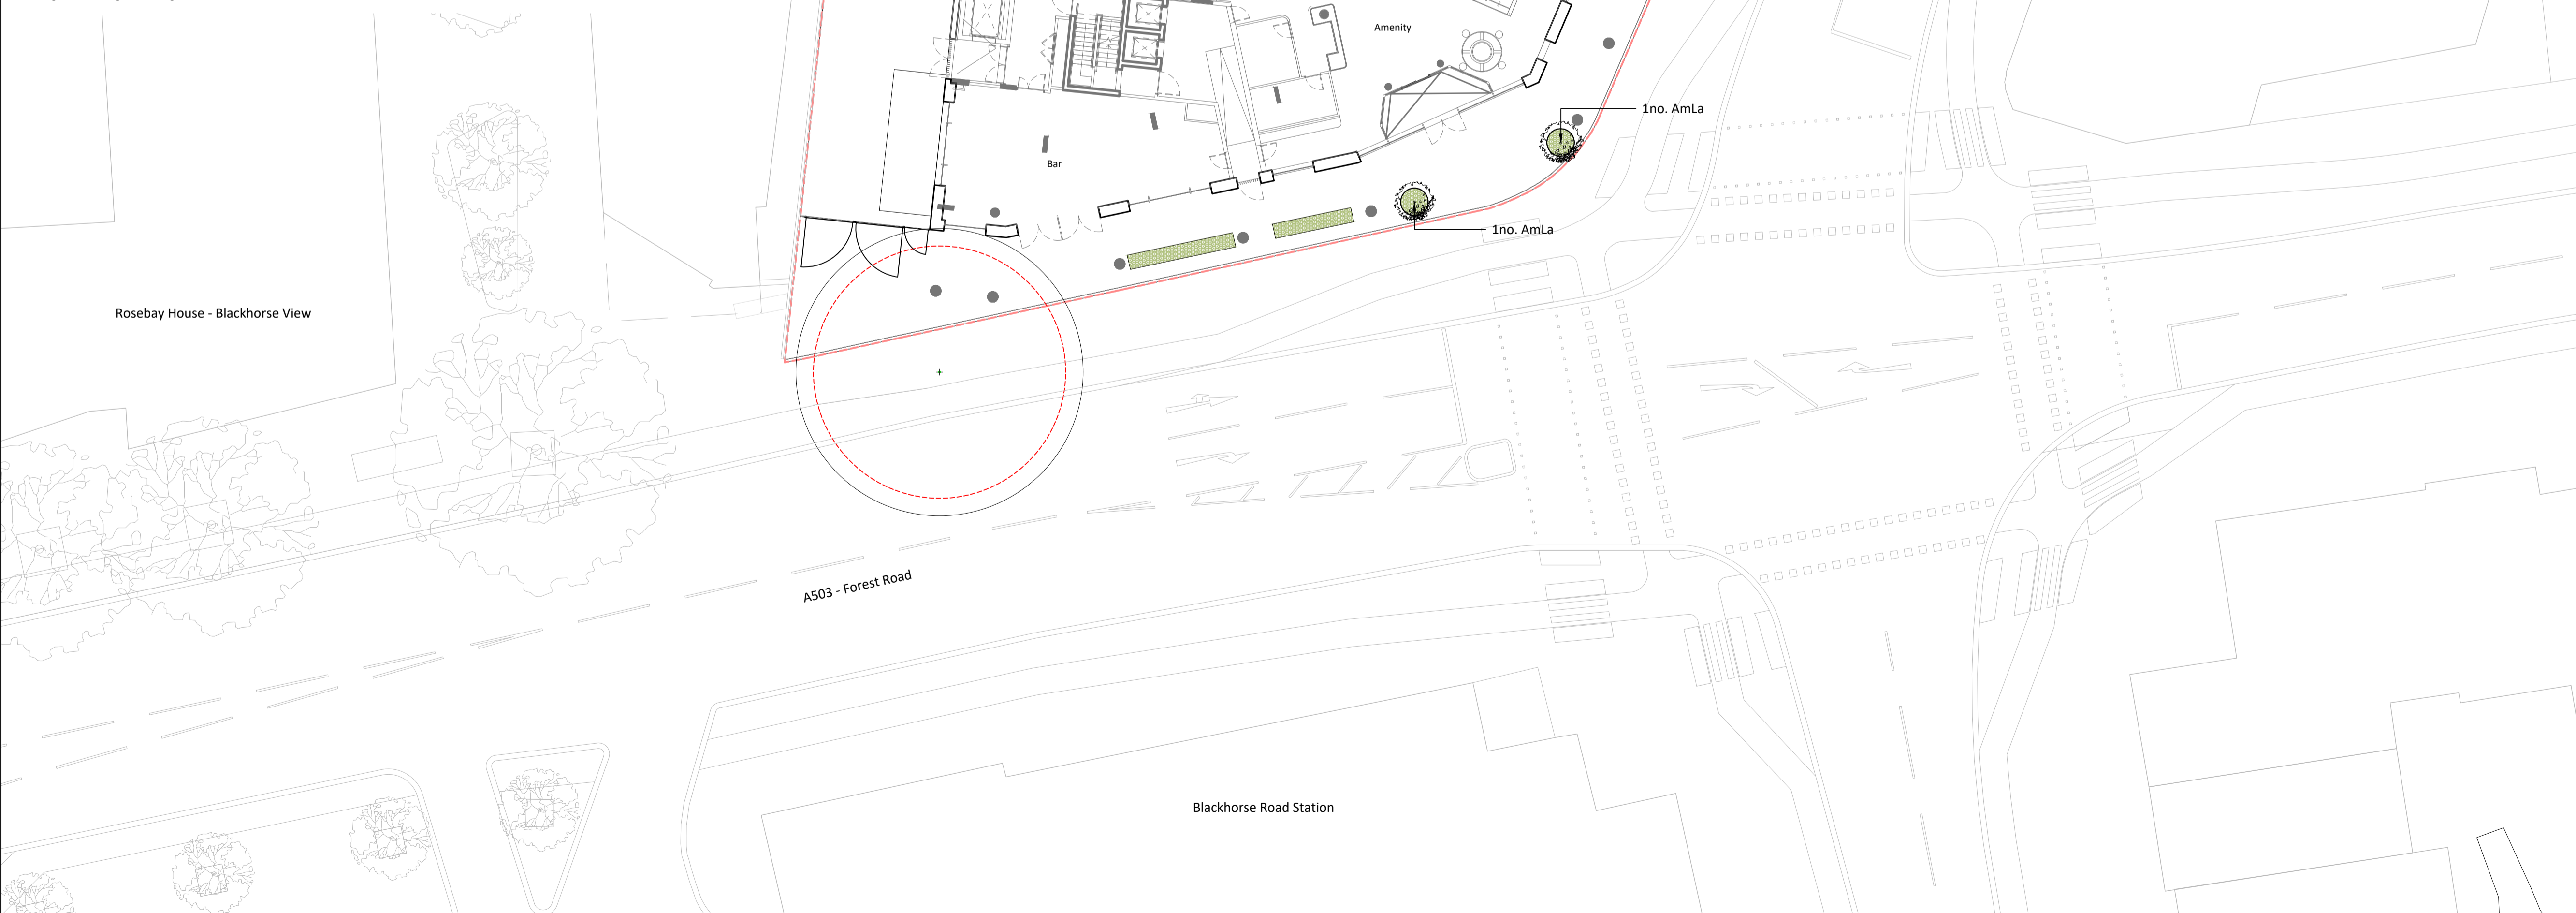 Amenity
1no. AmLa
Bar
1no. AmLa
Rosebay House - Blackhorse View
A503 - Forest Road
Blackhorse Road Station